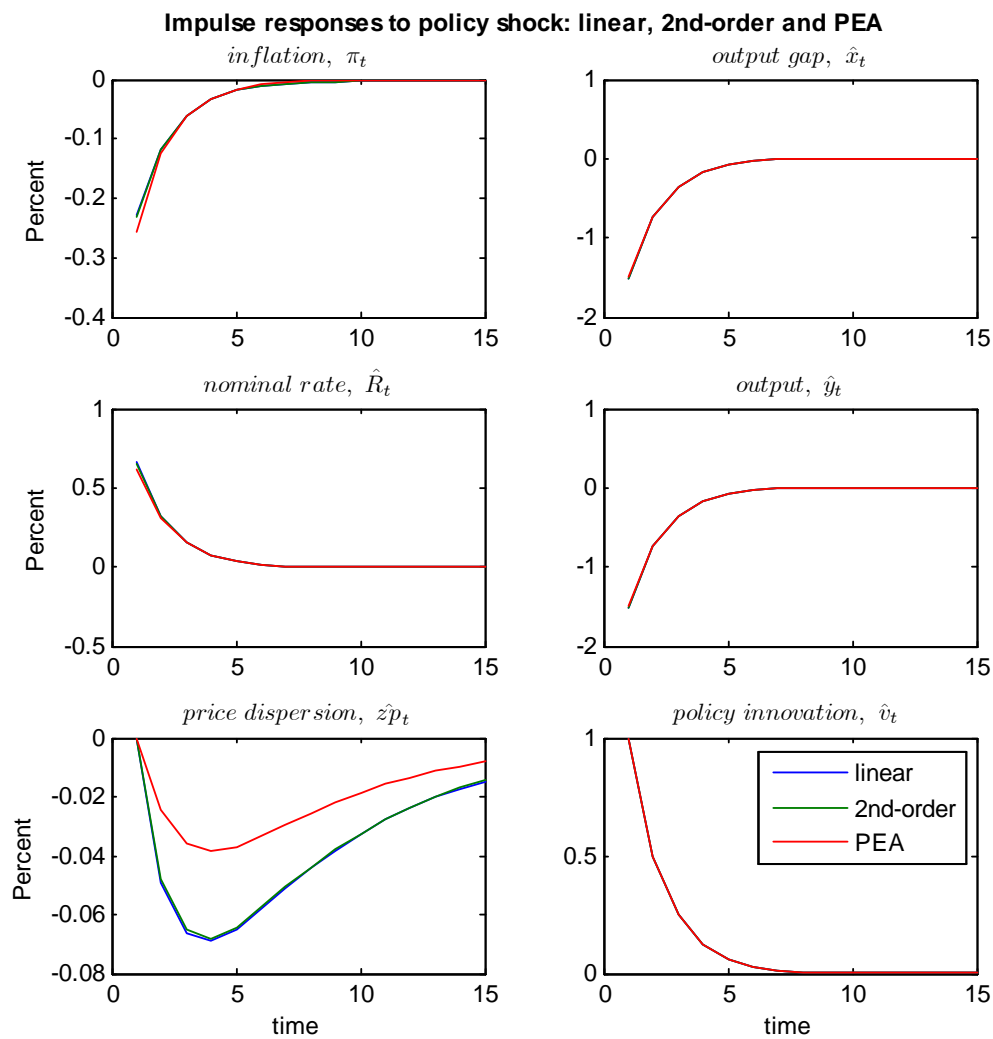 Impulse responses to policy shock: linear, 2nd-order and PEA
inflation, π_t
0
-0.1
-0.2
-0.3
-0.4
Percent
0 5 10 15
output gap, x̂_t
1
0
-1
-2
0 5 10 15
nominal rate, R̂_t
1
0.5
0
-0.5
Percent
0 5 10 15
output, ŷ_t
1
0
-1
-2
0 5 10 15
price dispersion, zp̂_t
0
-0.02
-0.04
-0.06
-0.08
Percent
0 5 10 15
time
policy innovation, v̂_t
1
0.5
0
linear
2nd-order
PEA
0 5 10 15
time